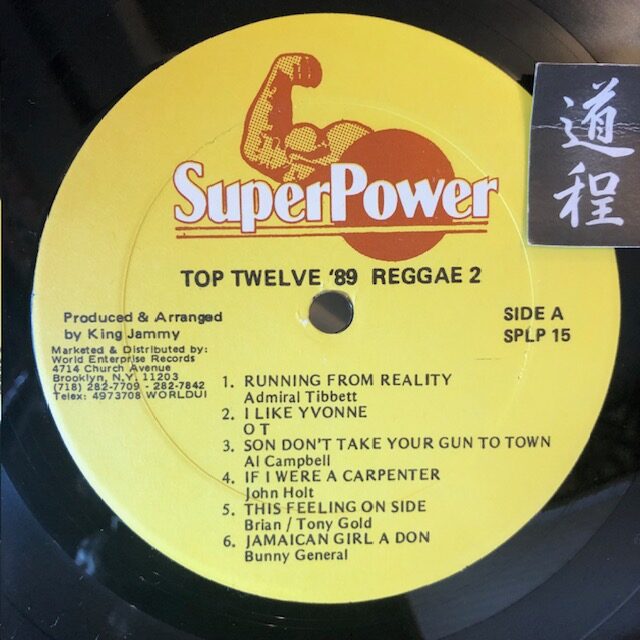 SuperPower
TOP TWELVE '89 REGGAE 2
Produced & Arranged
by King Jammy
Marketed & Distributed by:
World Enterprise Records
4714 Church Avenue
Brooklyn, N.Y. 11203
(718) 282-7709 - 282-7842
Telex: 4973708 WORLDUI
SIDE A
SPLP 15
1. RUNNING FROM REALITY
Admiral Tibbett
2. I LIKE YVONNE
O T
3. SON DON'T TAKE YOUR GUN TO TOWN
Al Campbell
4. IF I WERE A CARPENTER
John Holt
5. THIS FEELING ON SIDE
Brian / Tony Gold
6. JAMAICAN GIRL A DON
Bunny General
道程